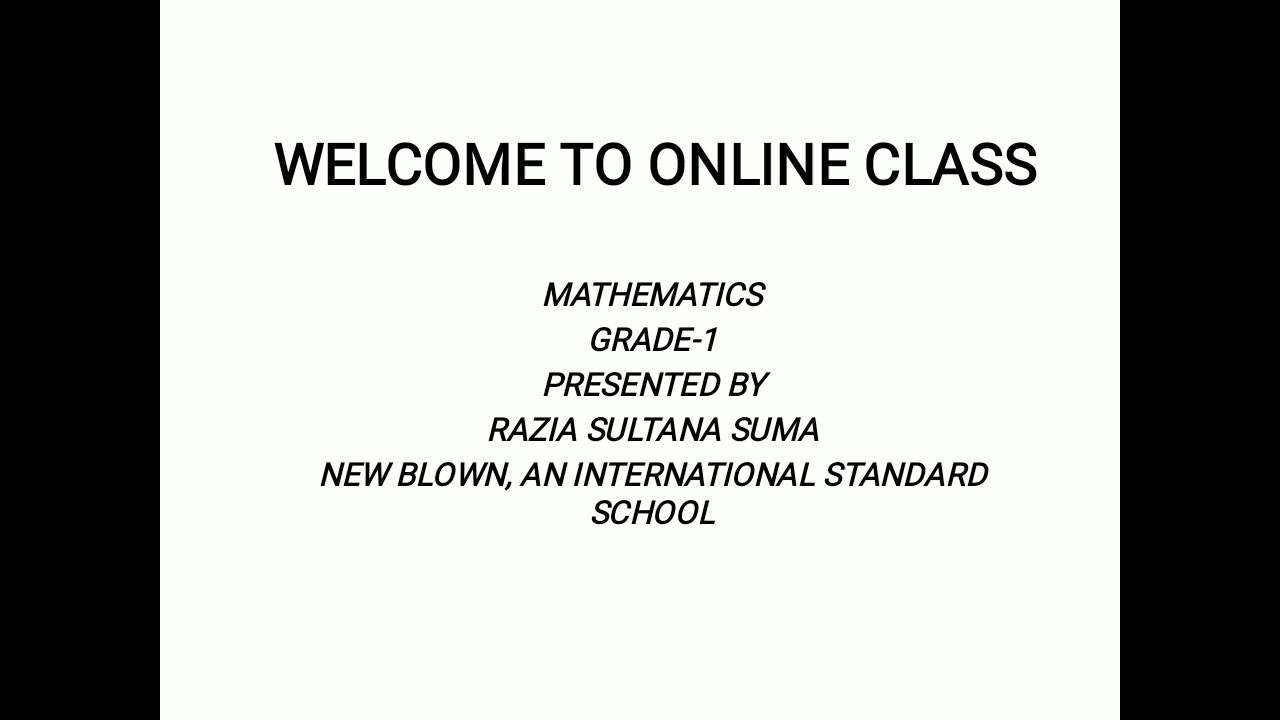 WELCOME TO ONLINE CLASS
MATHEMATICS
GRADE-1
PRESENTED BY
RAZIA SULTANA SUMA
NEW BLOWN, AN INTERNATIONAL STANDARD
SCHOOL